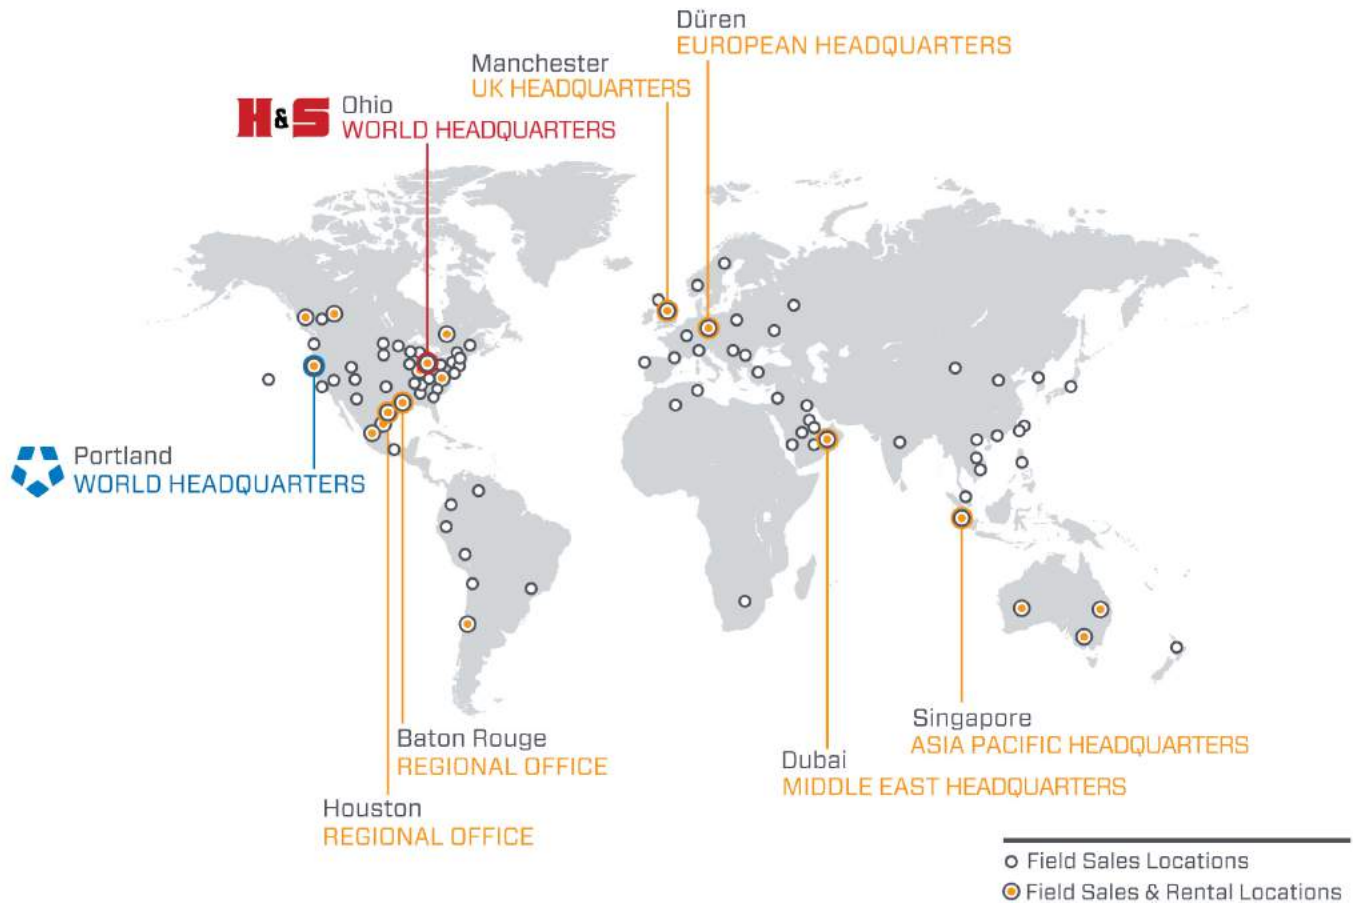 Düren
EUROPEAN HEADQUARTERS
Manchester
UK HEADQUARTERS
H&S
Ohio
WORLD HEADQUARTERS
Portland
WORLD HEADQUARTERS
Baton Rouge
REGIONAL OFFICE
Houston
REGIONAL OFFICE
Singapore
ASIA PACIFIC HEADQUARTERS
Dubai
MIDDLE EAST HEADQUARTERS
Field Sales Locations
Field Sales & Rental Locations